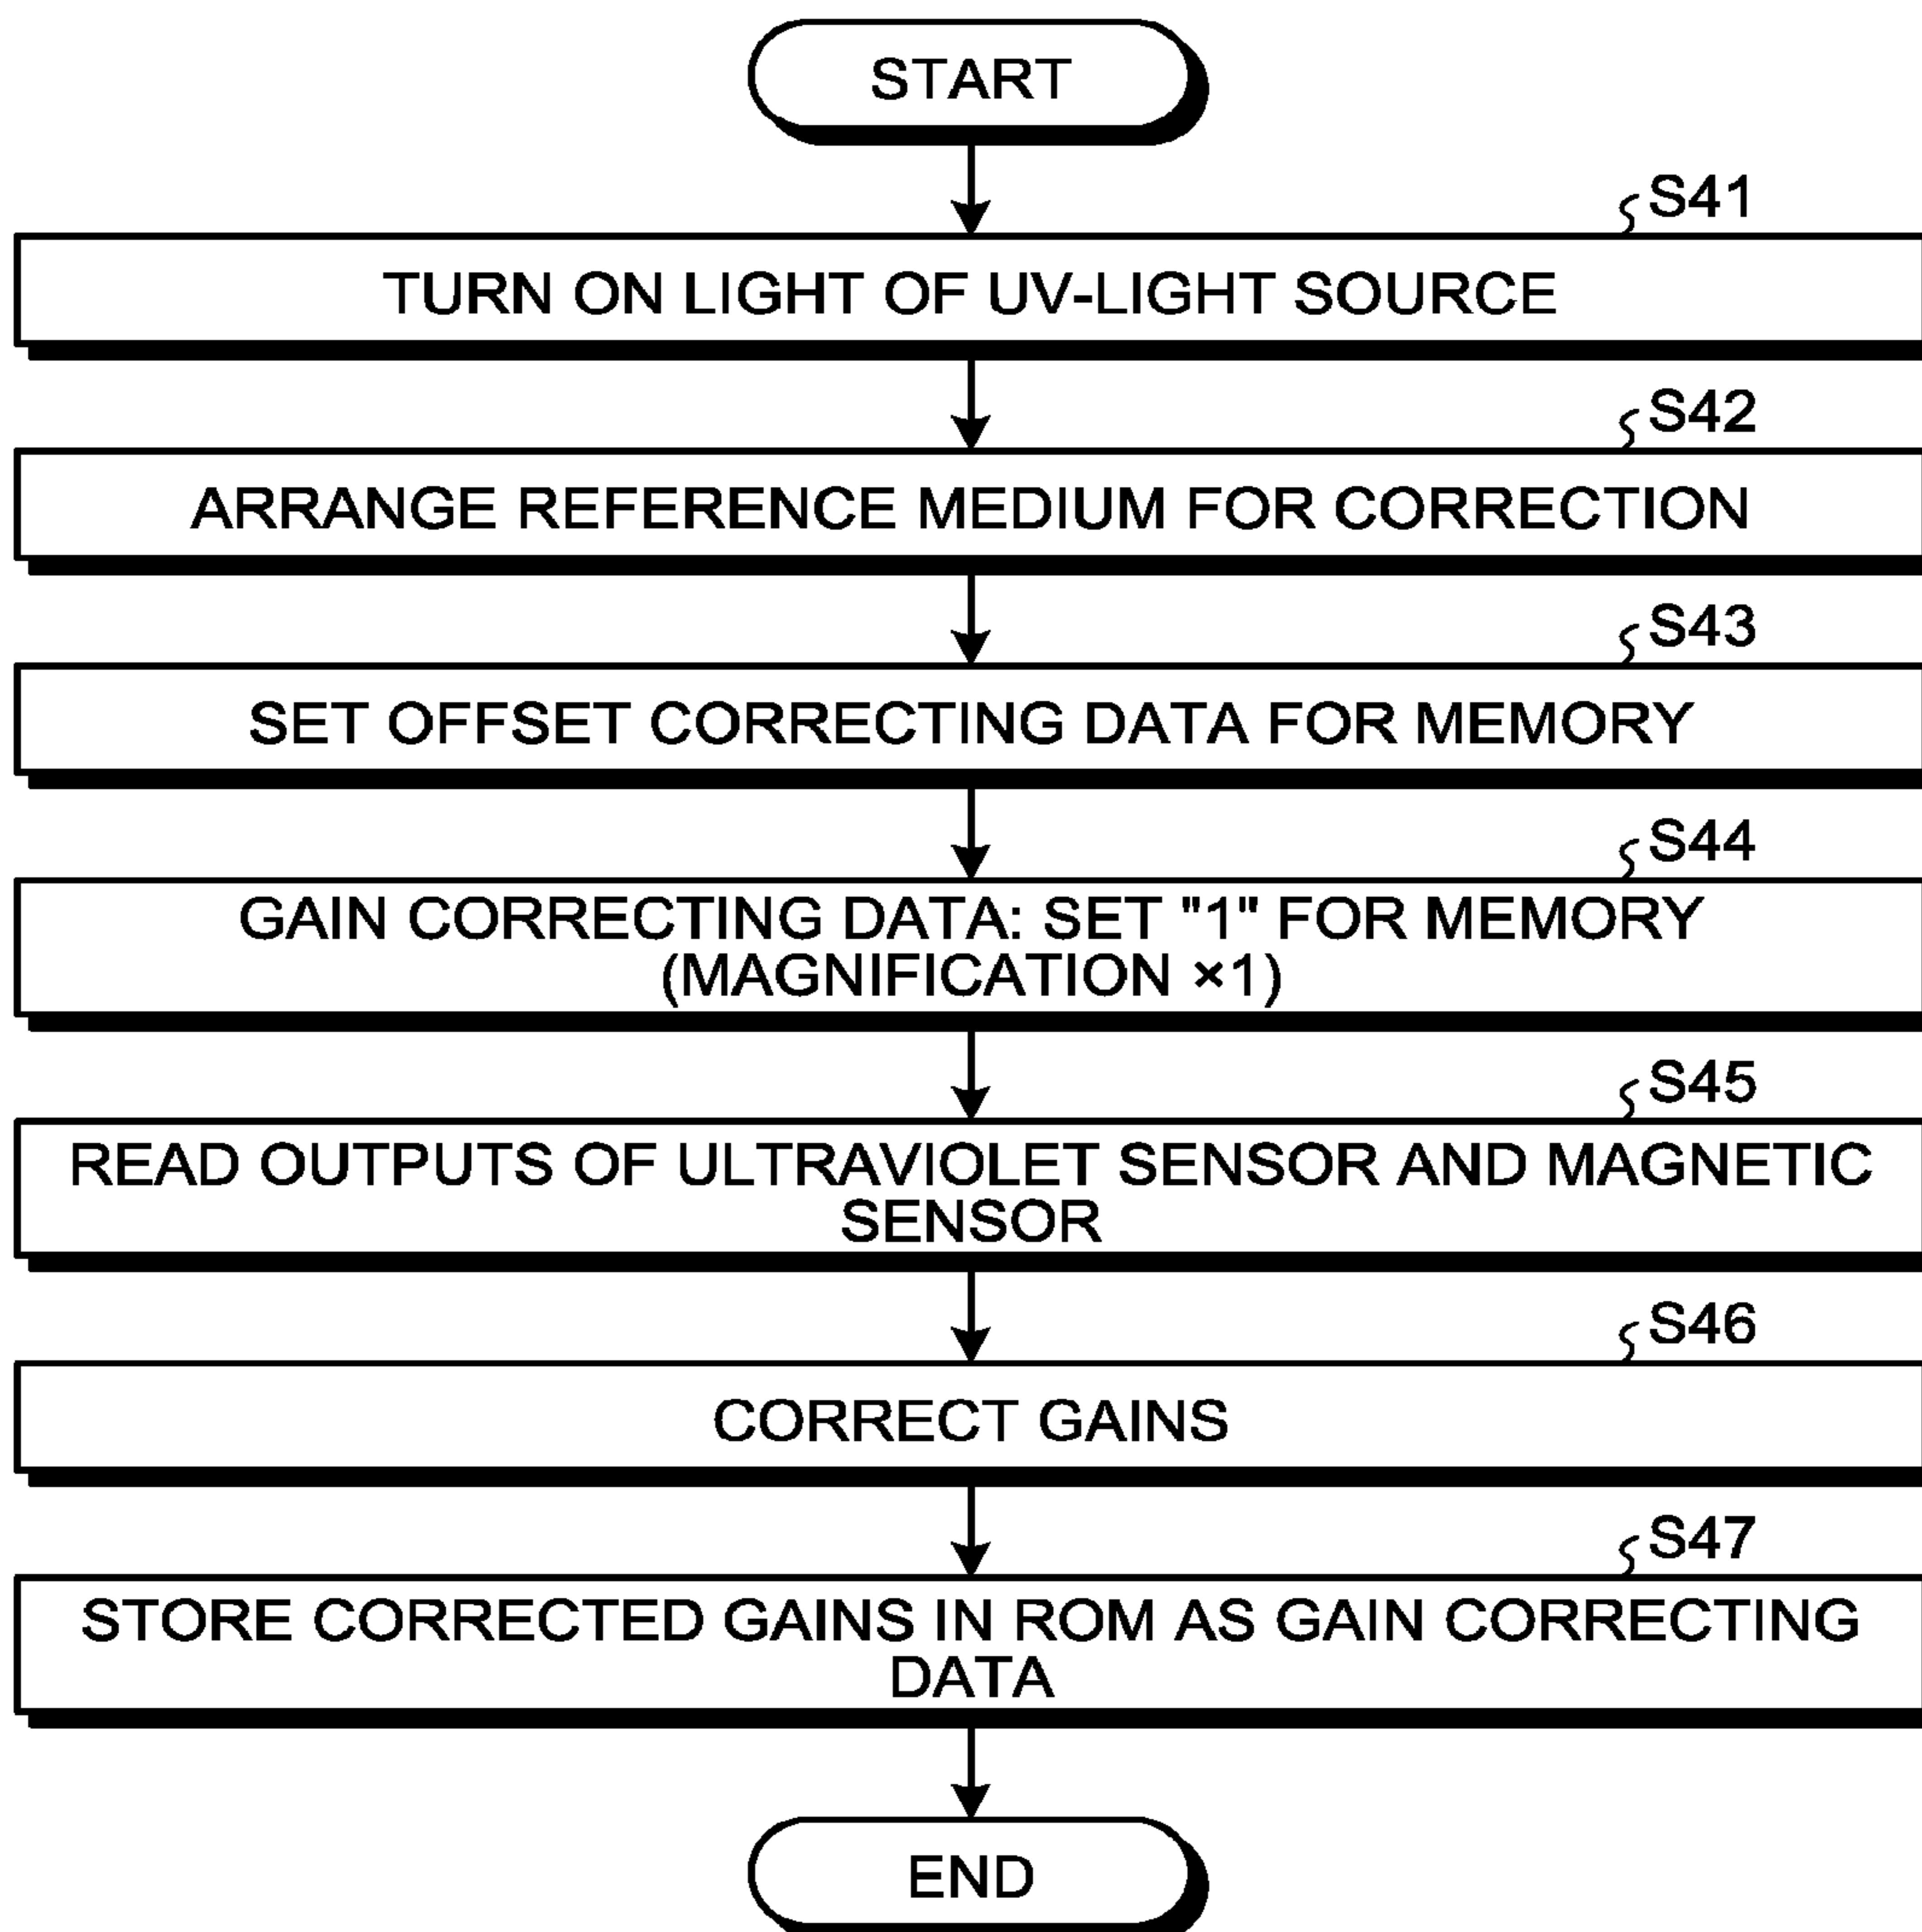 START
S41
TURN ON LIGHT OF UV-LIGHT SOURCE
S42
ARRANGE REFERENCE MEDIUM FOR CORRECTION
S43
SET OFFSET CORRECTING DATA FOR MEMORY
S44
GAIN CORRECTING DATA: SET "1" FOR MEMORY
(MAGNIFICATION ×1)
S45
READ OUTPUTS OF ULTRAVIOLET SENSOR AND MAGNETIC
SENSOR
S46
CORRECT GAINS
S47
STORE CORRECTED GAINS IN ROM AS GAIN CORRECTING
DATA
END